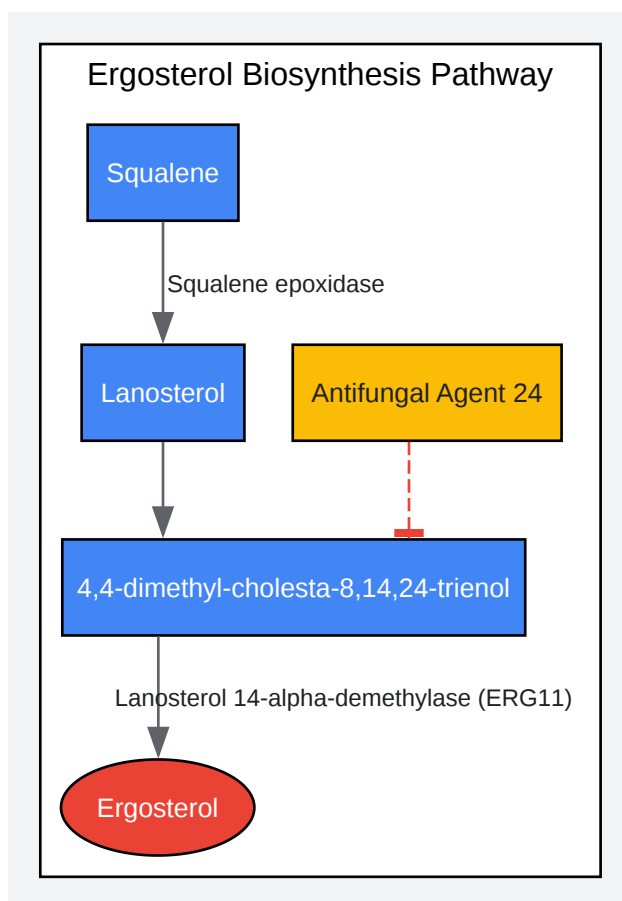 Ergosterol Biosynthesis Pathway
Squalene
Squalene epoxidase
Lanosterol
Antifungal Agent 24
4,4-dimethyl-cholesta-8,14,24-trienol
Lanosterol 14-alpha-demethylase (ERG11)
Ergosterol